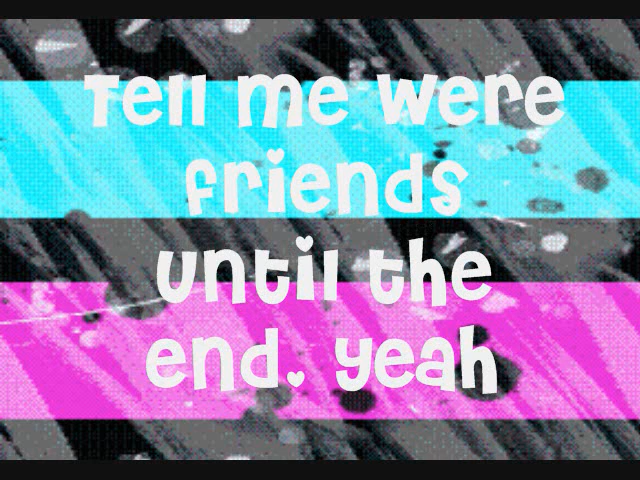 Tell me were
friends
until the
end. yeah